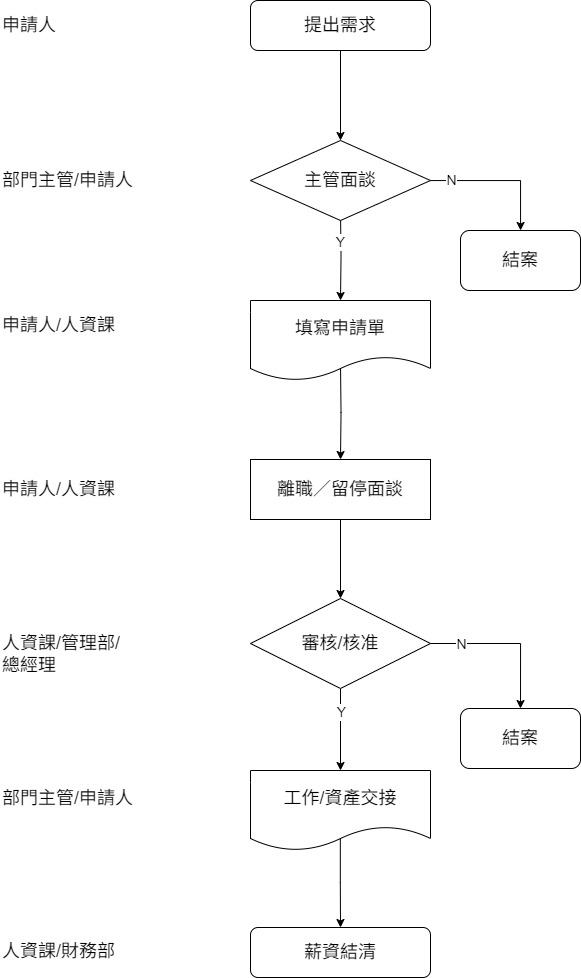 申請人
提出需求
部門主管/申請人
主管面談
N
結案
Y
申請人/人資課
填寫申請單
申請人/人資課
離職／留停面談
人資課/管理部/
總經理
審核/核准
N
結案
Y
部門主管/申請人
工作/資產交接
人資課/財務部
薪資結清